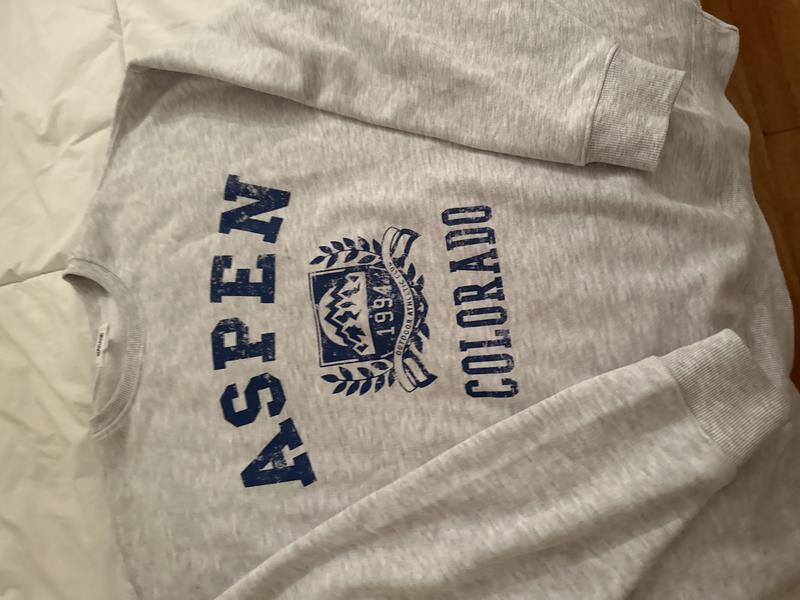 ASPEN
1994
OUTDOOR ATHLETIC CLUB
COLORADO